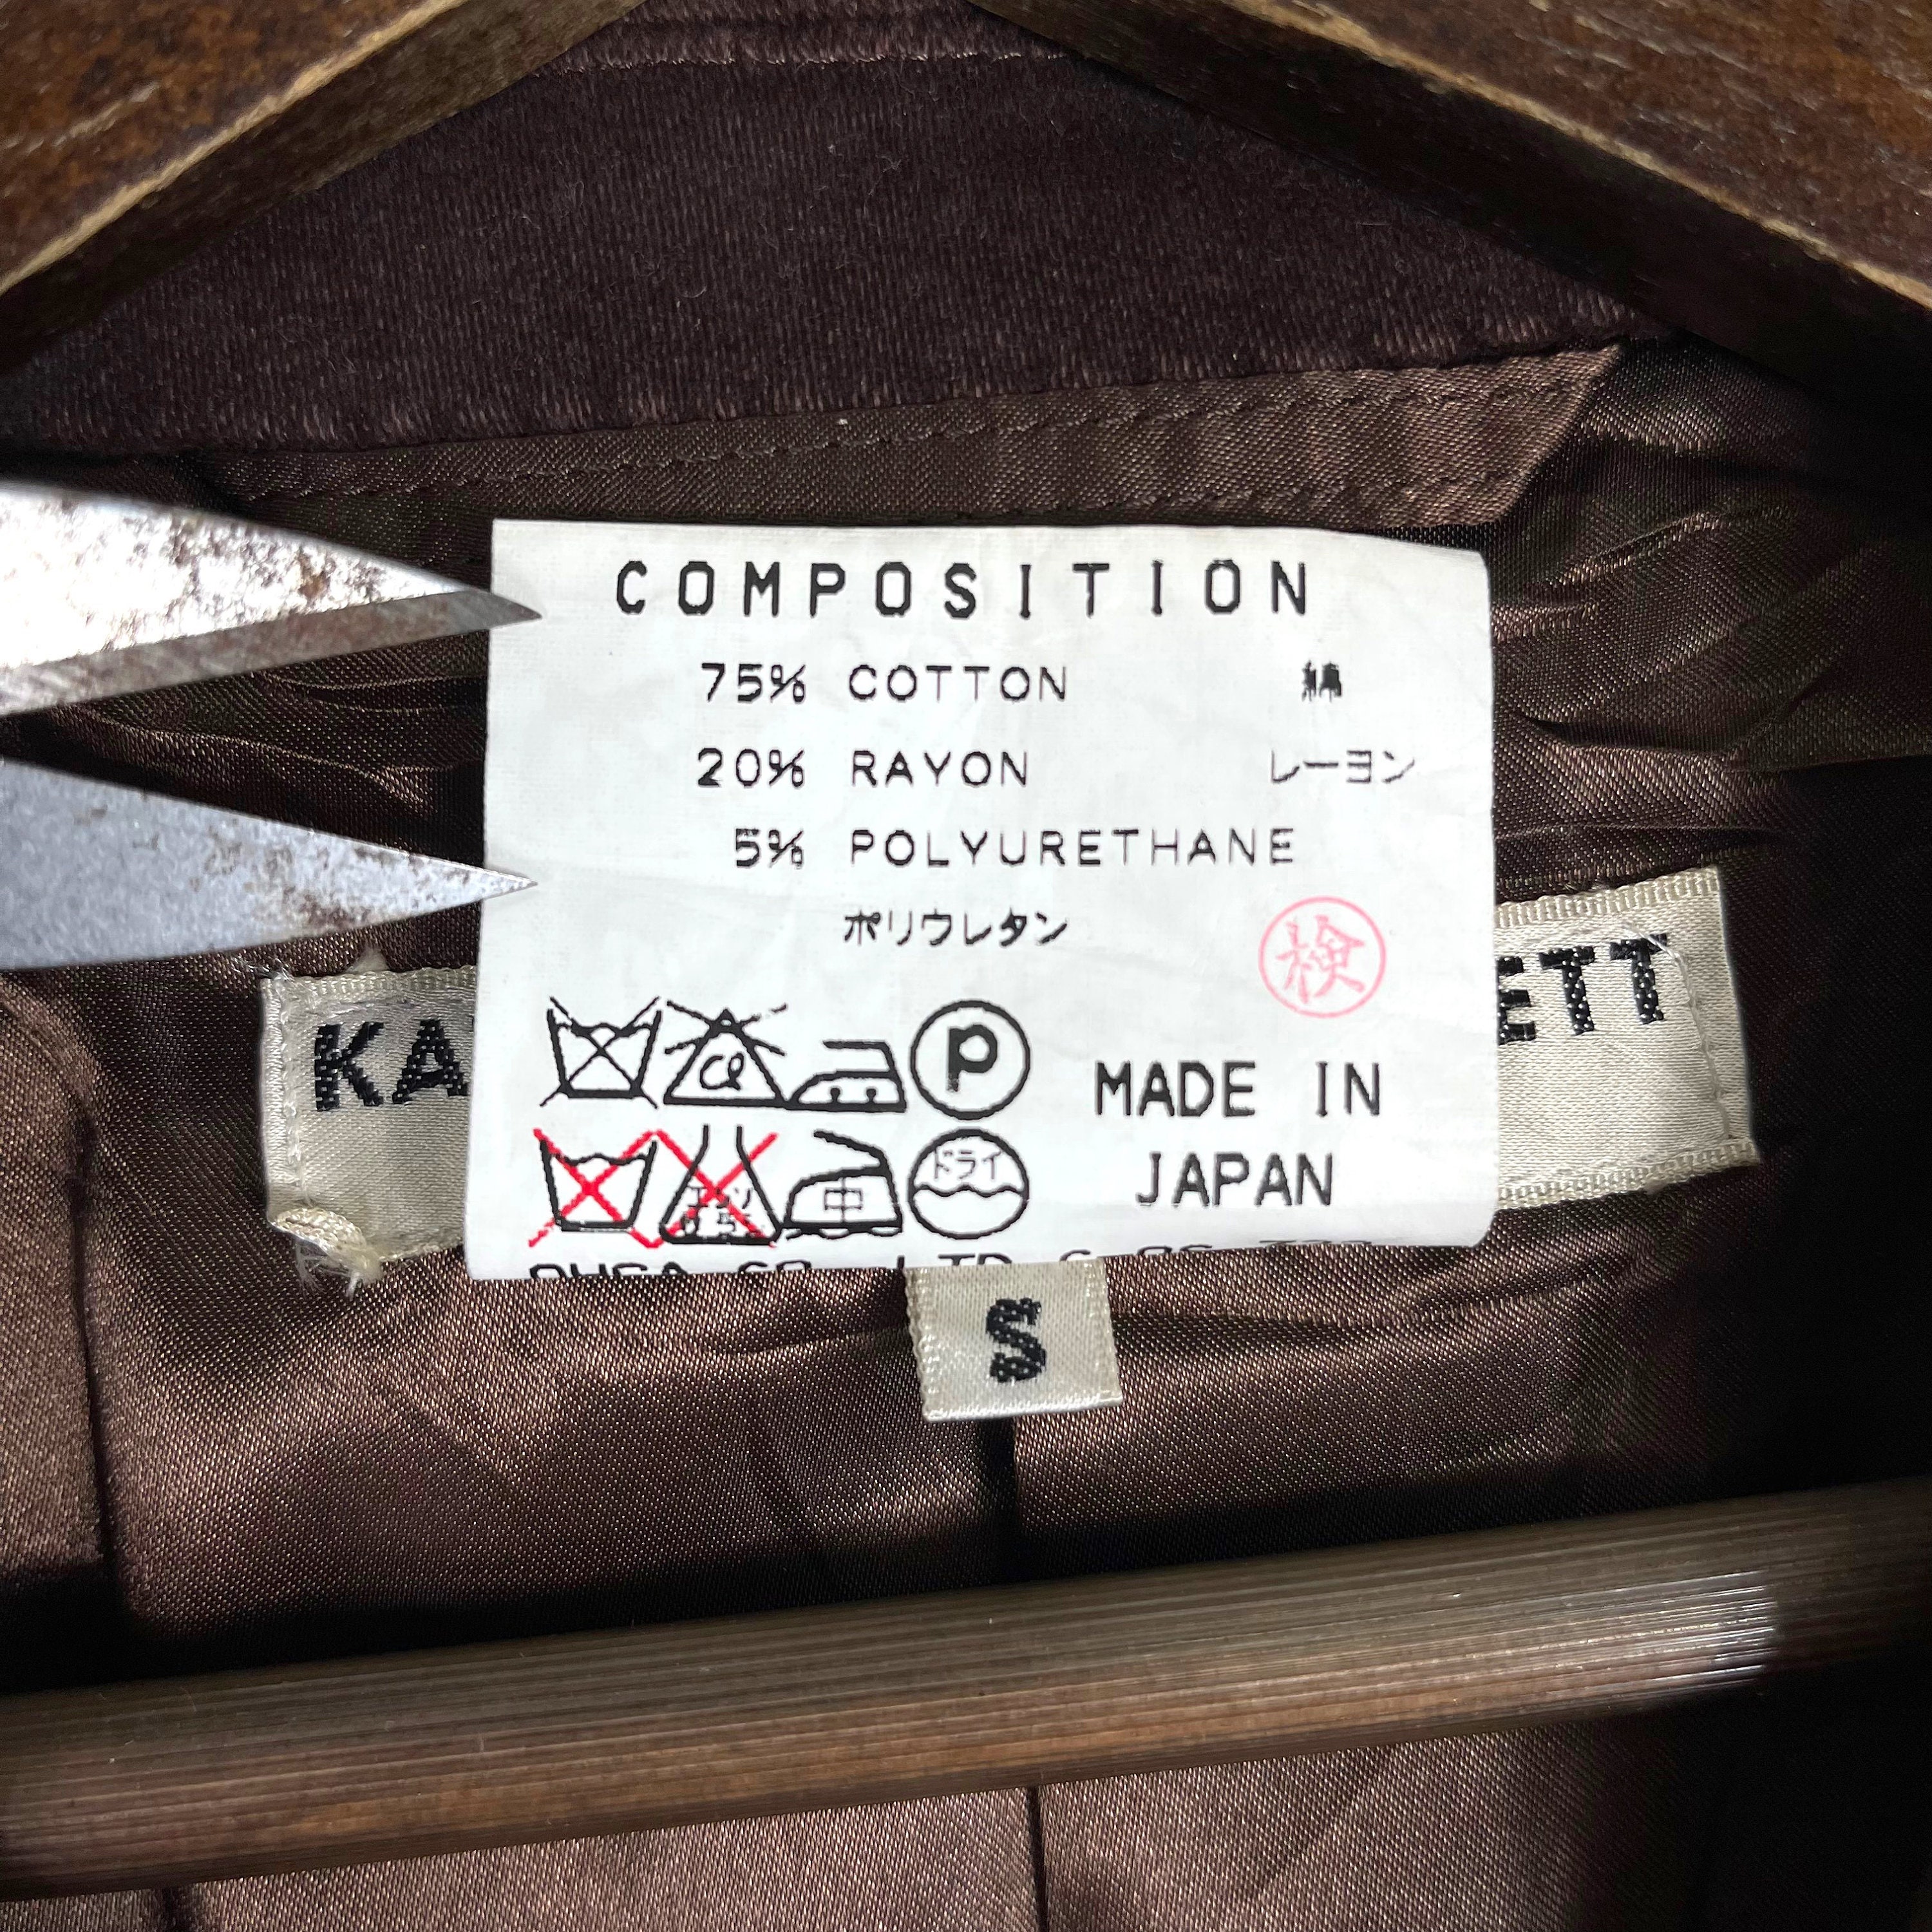 COMPOSITION
75% COTTON 綿
20% RAYON レーヨン
5% POLYURETHANE
ポリウレタン
検
Cl P
MADE IN
JAPAN
中 ドライ
KA ETT
S